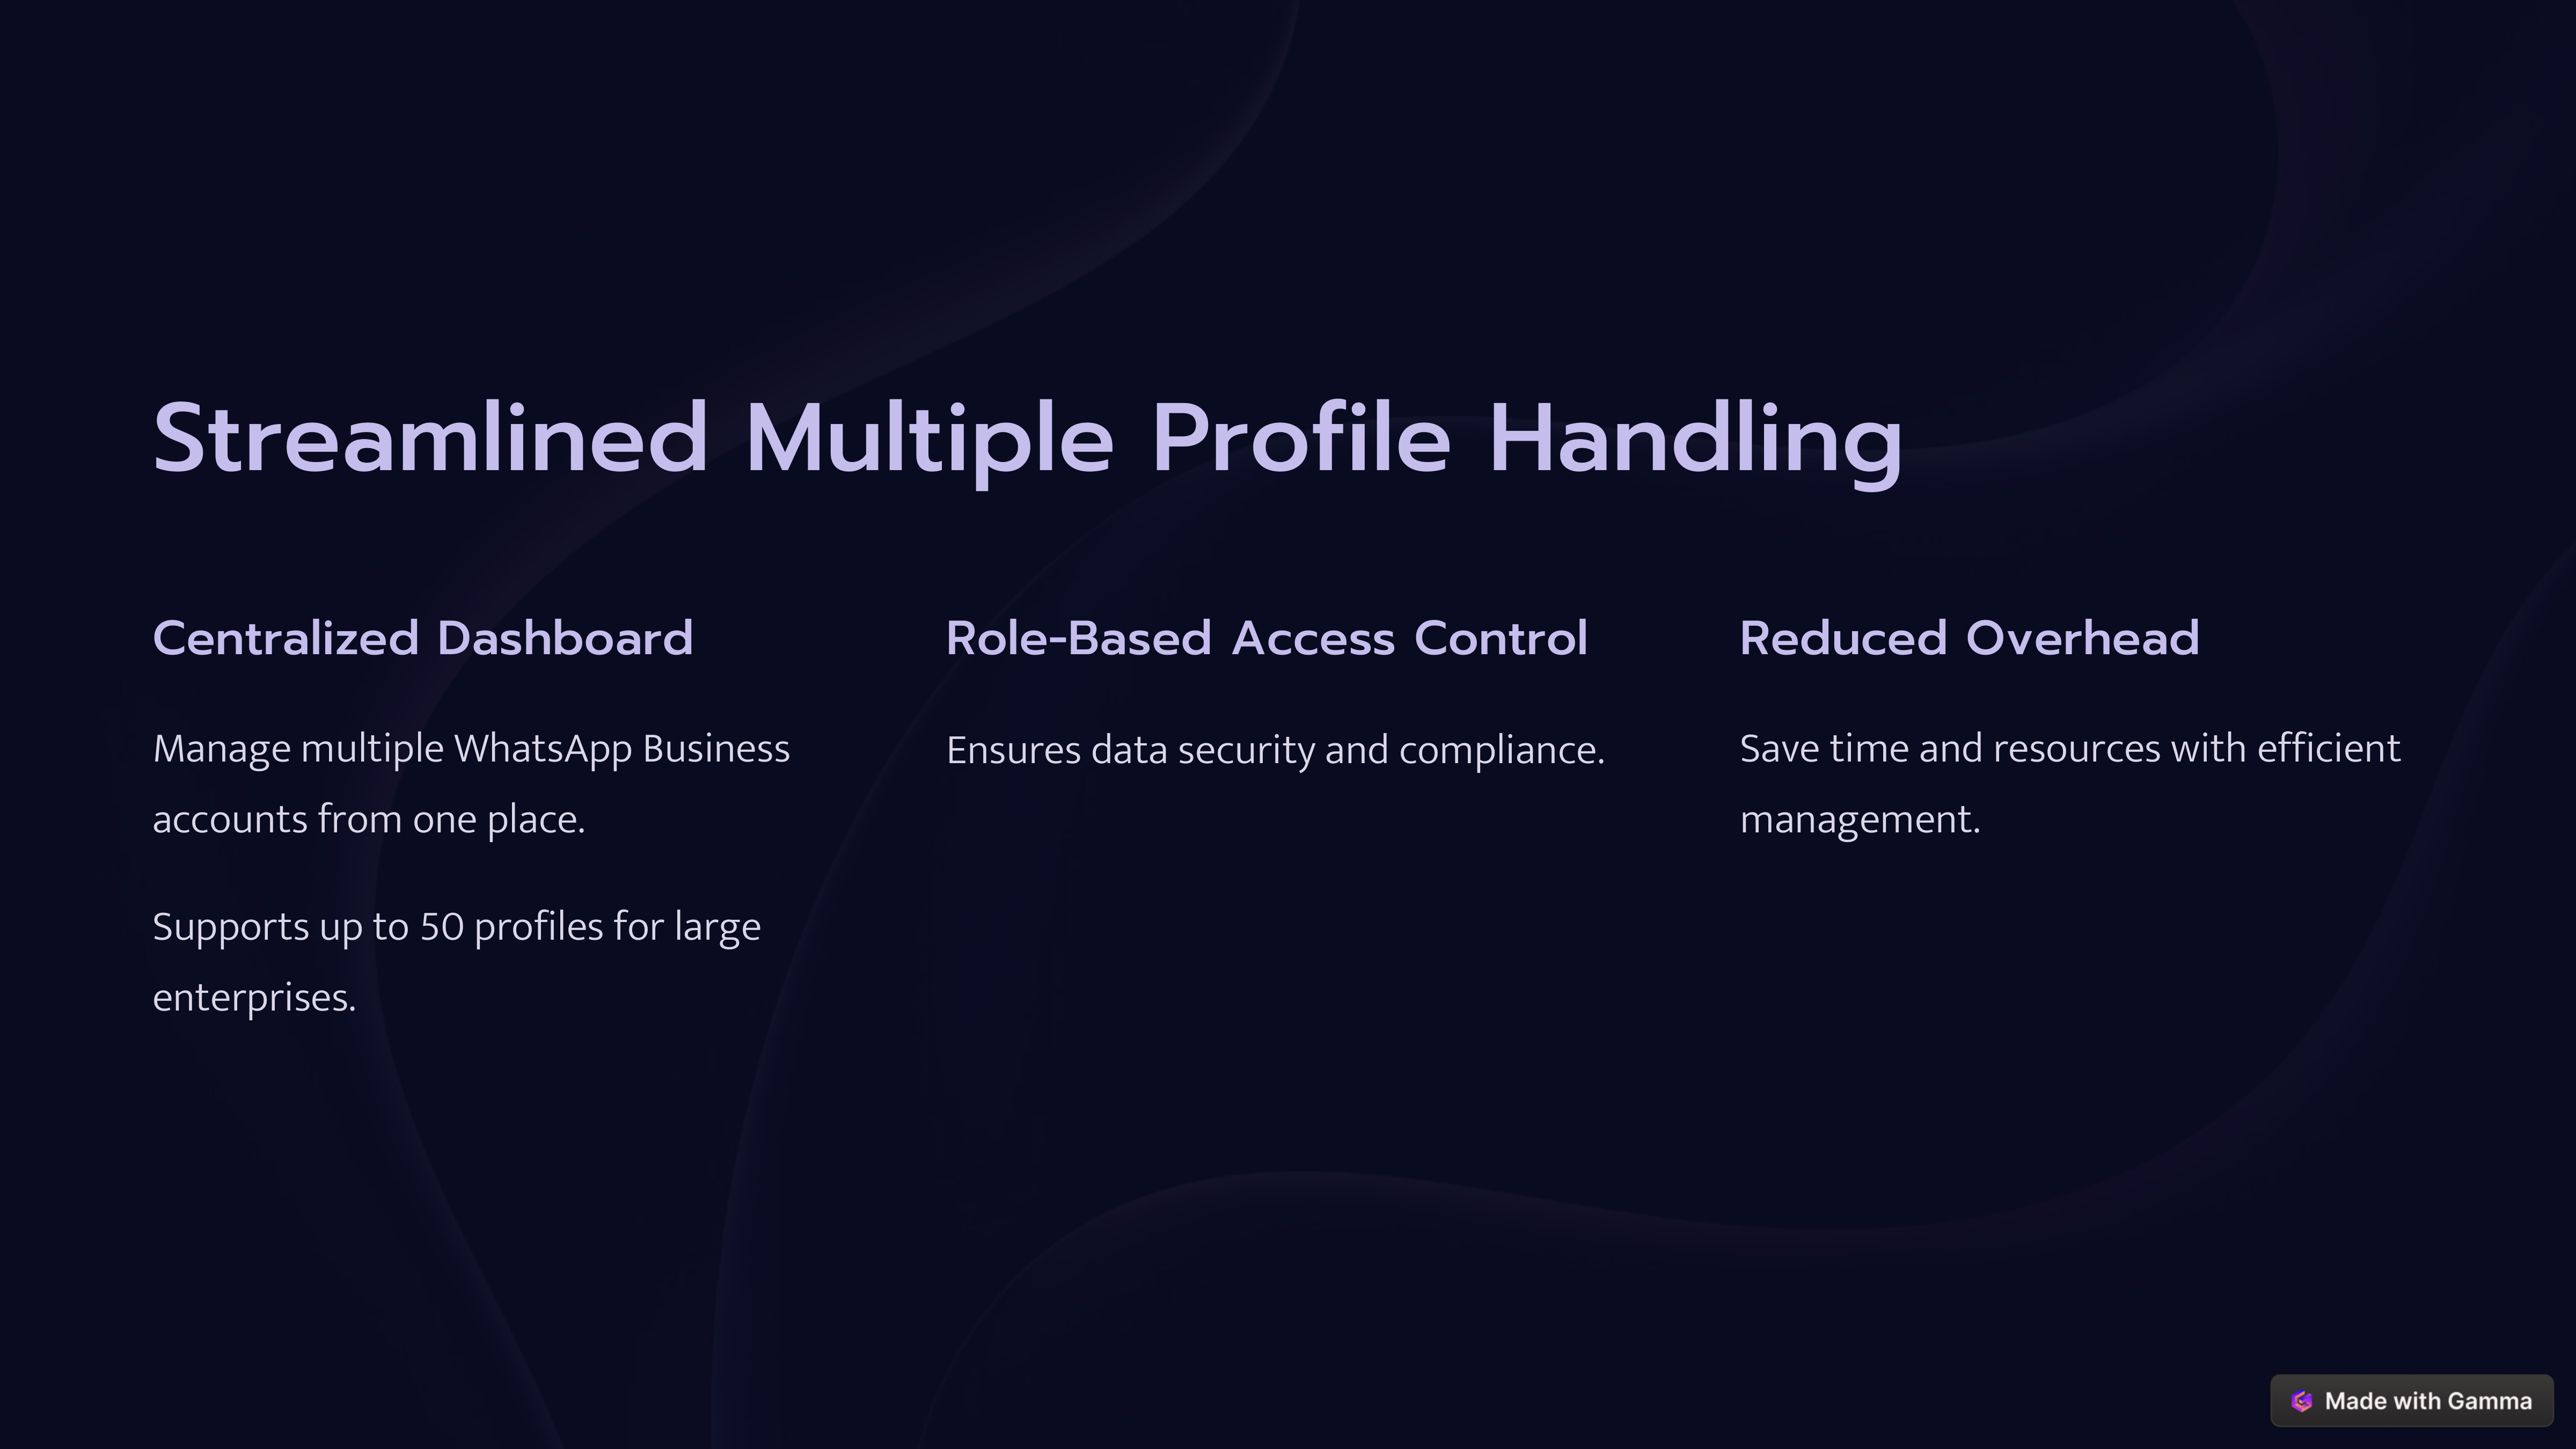 Streamlined Multiple Profile Handling
Centralized Dashboard
Manage multiple WhatsApp Business
accounts from one place.
Supports up to 50 profiles for large
enterprises.
Role-Based Access Control
Ensures data security and compliance.
Reduced Overhead
Save time and resources with efficient
management.
Made with Gamma